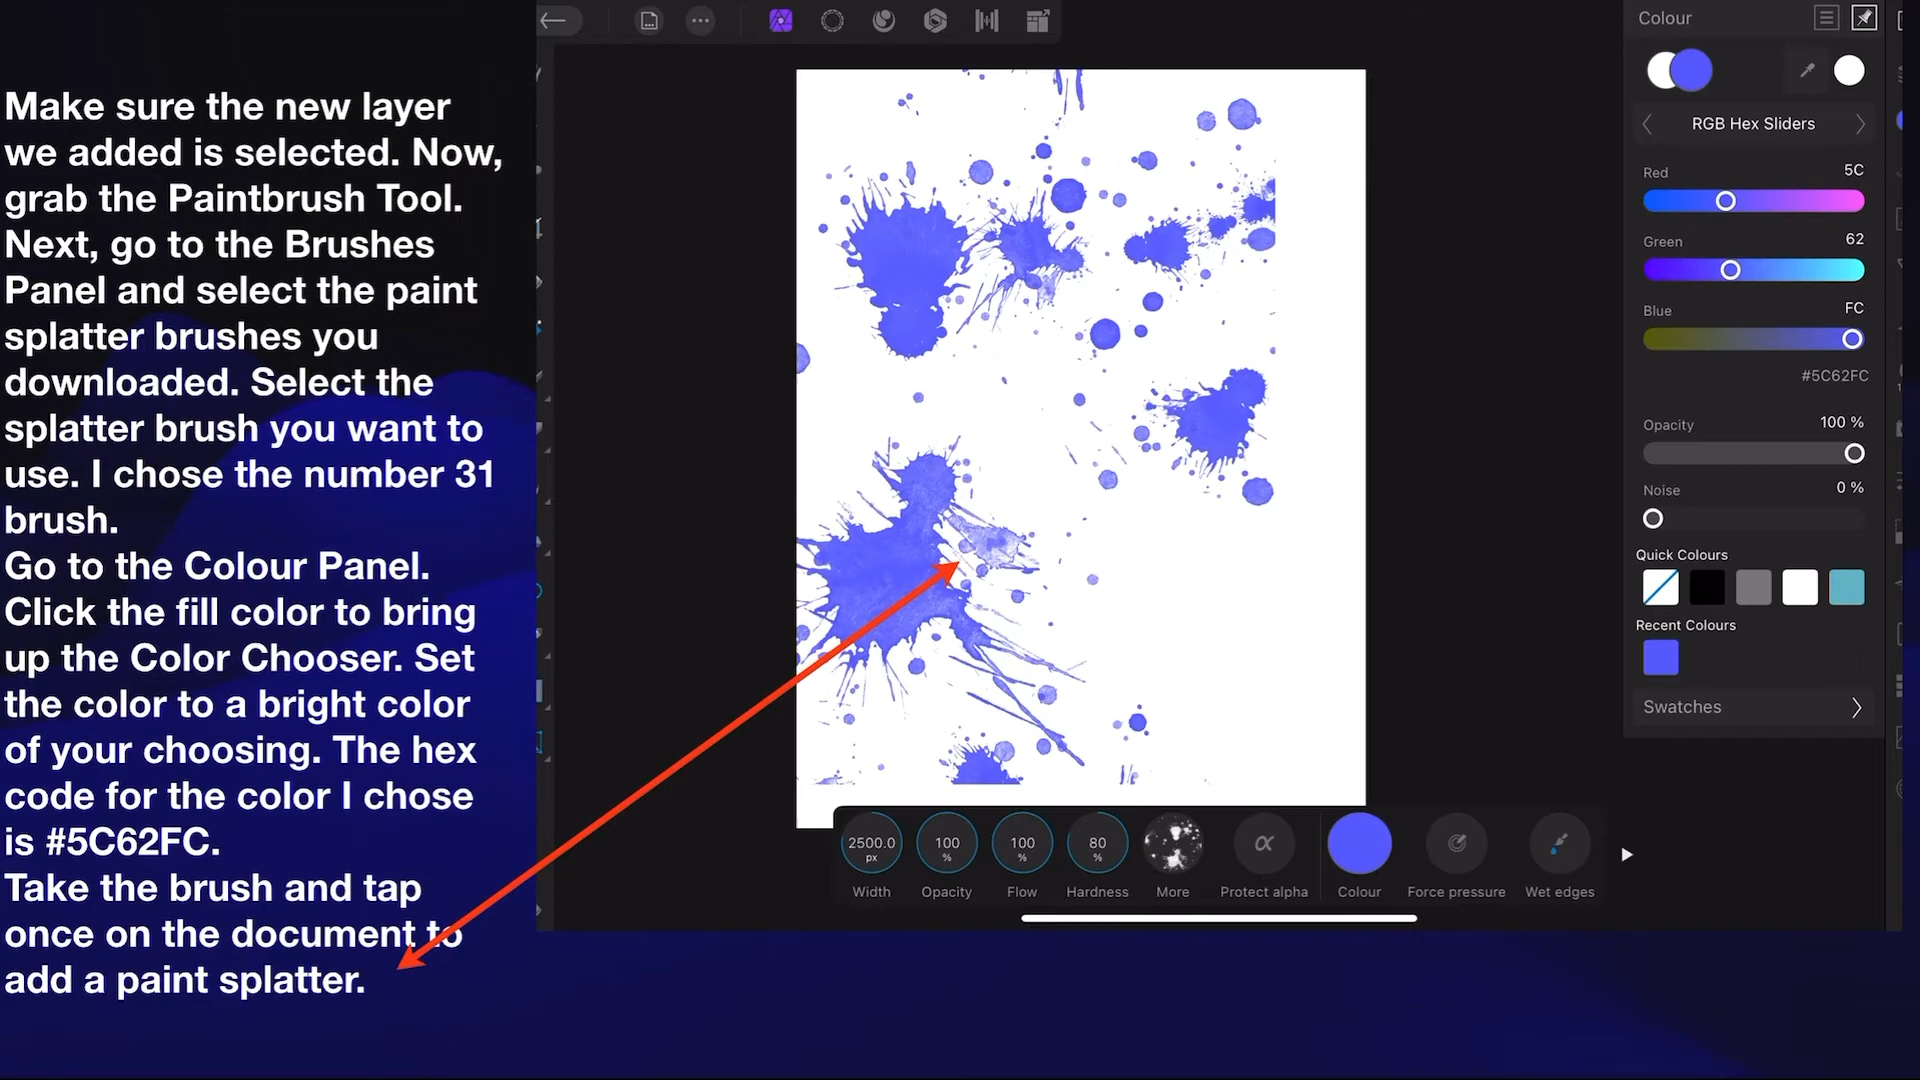 Make sure the new layer
we added is selected. Now,
grab the Paintbrush Tool.
Next, go to the Brushes
Panel and select the paint
splatter brushes you
downloaded. Select the
splatter brush you want to
use. I chose the number 31
brush.
Go to the Colour Panel.
Click the fill color to bring
up the Color Chooser. Set
the color to a bright color
of your choosing. The hex
code for the color I chose
is #5C62FC.
Take the brush and tap
once on the document to
add a paint splatter.
Colour
RGB Hex Sliders
Red 5C
Green 62
Blue FC
#5C62FC
Opacity 100 %
Noise 0 %
Quick Colours
Recent Colours
Swatches
2500.0 px
100 %
100 %
80 %
α
Width Opacity Flow Hardness More Protect alpha Colour Force pressure Wet edges